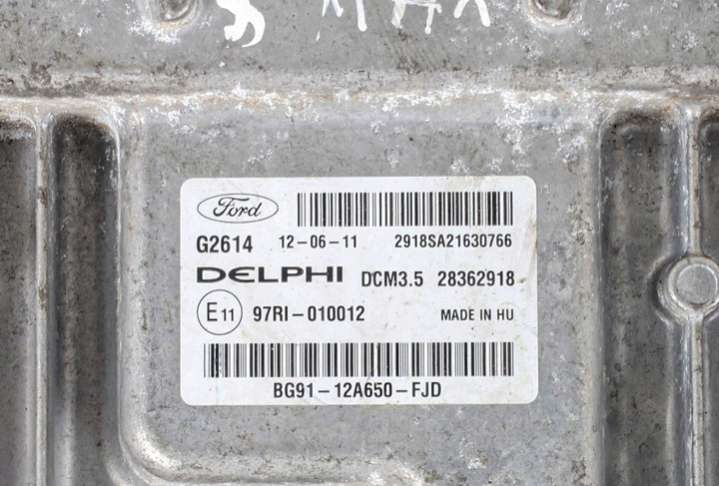 S MAX
Ford
G2614 12-06-11 2918SA21630766
DELPHI DCM3.5 28362918
E11 97RI-010012 MADE IN HU
BG91-12A650-FJD